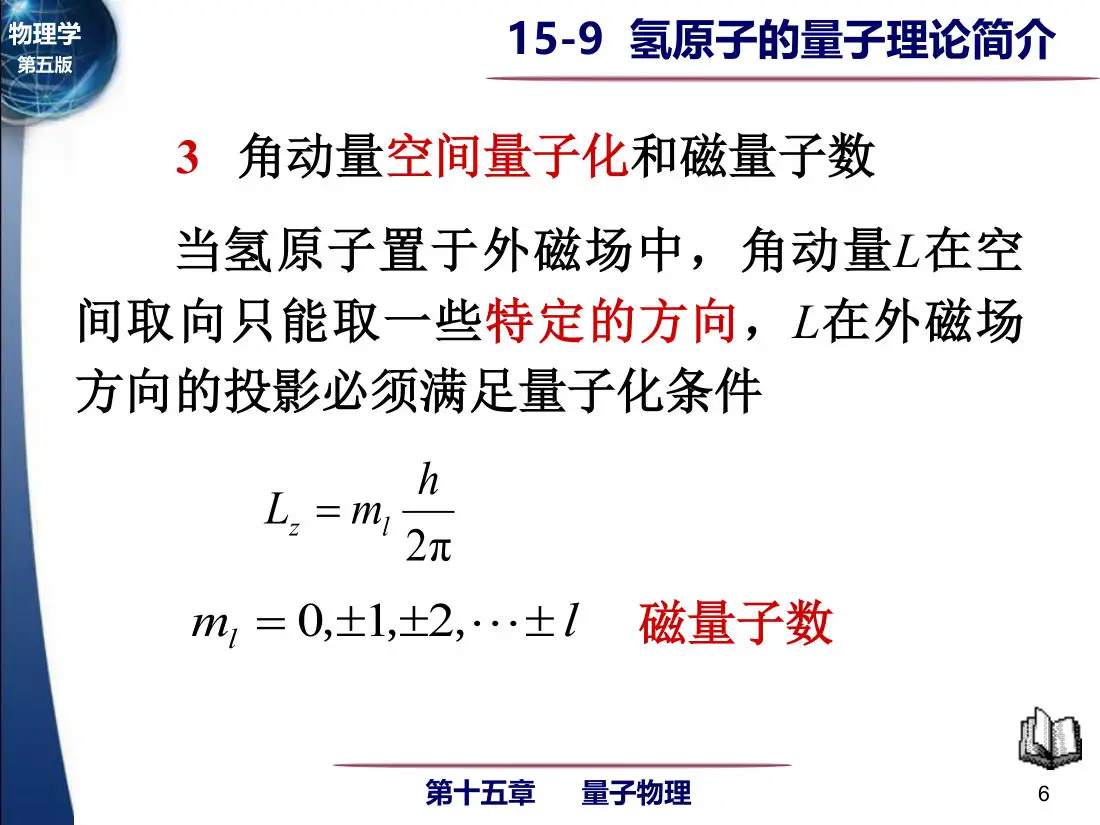 物理学
第五版
15-9 氢原子的量子理论简介
3 角动量空间量子化和磁量子数
当氢原子置于外磁场中，角动量L在空
间取向只能取一些特定的方向，L在外磁场
方向的投影必须满足量子化条件
L_z = m_l h/2π
m_l = 0,±1,±2,⋯± l 磁量子数
第十五章 量子物理
6